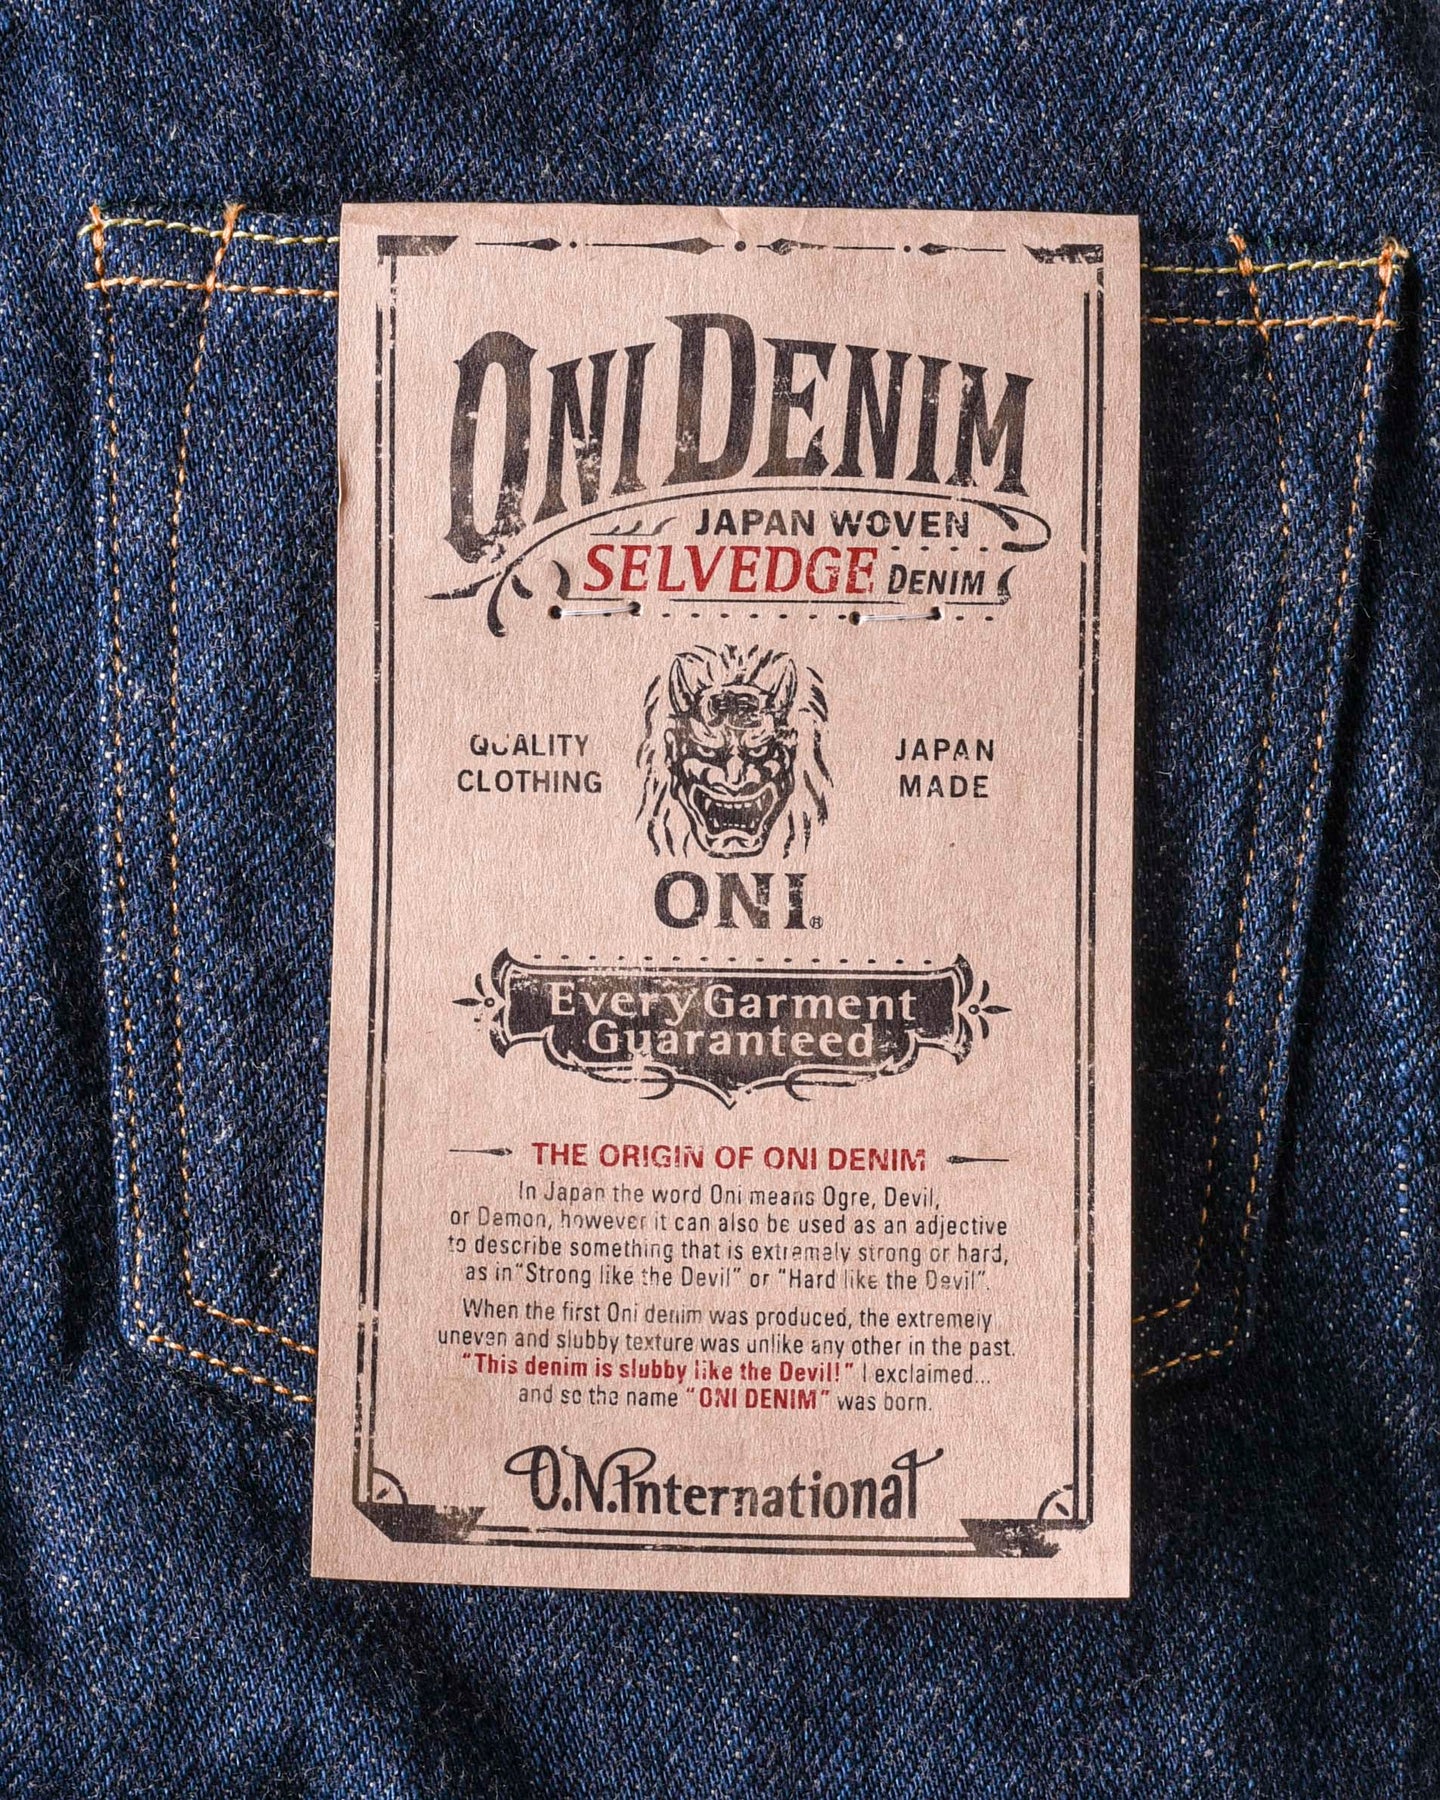 ONI DENIM
JAPAN WOVEN
SELVEDGE DENIM
QUALITY
CLOTHING
JAPAN
MADE
ONI®
Every Garment
Guaranteed
THE ORIGIN OF ONI DENIM
In Japan the word Oni means Ogre, Devil,
or Demon, however it can also be used as an adjective
to describe something that is extremely strong or hard,
as in “Strong like the Devil” or “Hard like the Devil”.
When the first Oni denim was produced, the extremely
uneven and slubby texture was unlike any other in the past.
“This denim is slubby like the Devil!” I exclaimed...
and so the name “ONI DENIM” was born.
O.N.International